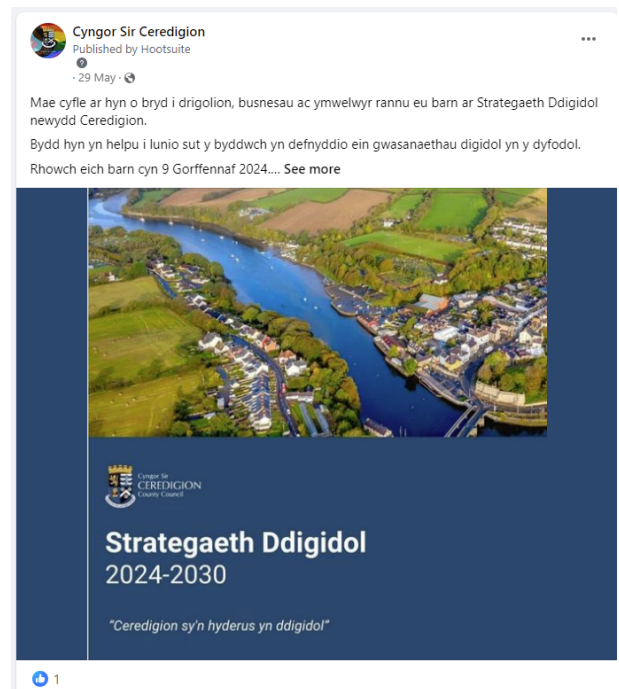 Cyngor Sir Ceredigion
Published by Hootsuite
· 29 May ·
Mae cyfle ar hyn o bryd i drigolion, busnesau ac ymwelwyr rannu eu barn ar Strategaeth Ddigidol
newydd Ceredigion.
Bydd hyn yn helpu i lunio sut y byddwch yn defnyddio ein gwasanaethau digidol yn y dyfodol.
Rhowch eich barn cyn 9 Gorffennaf 2024.... See more
Cyngor Sir
CEREDIGION
County Council
Strategaeth Ddigidol
2024-2030
"Ceredigion sy'n hyderus yn ddigidol"
1